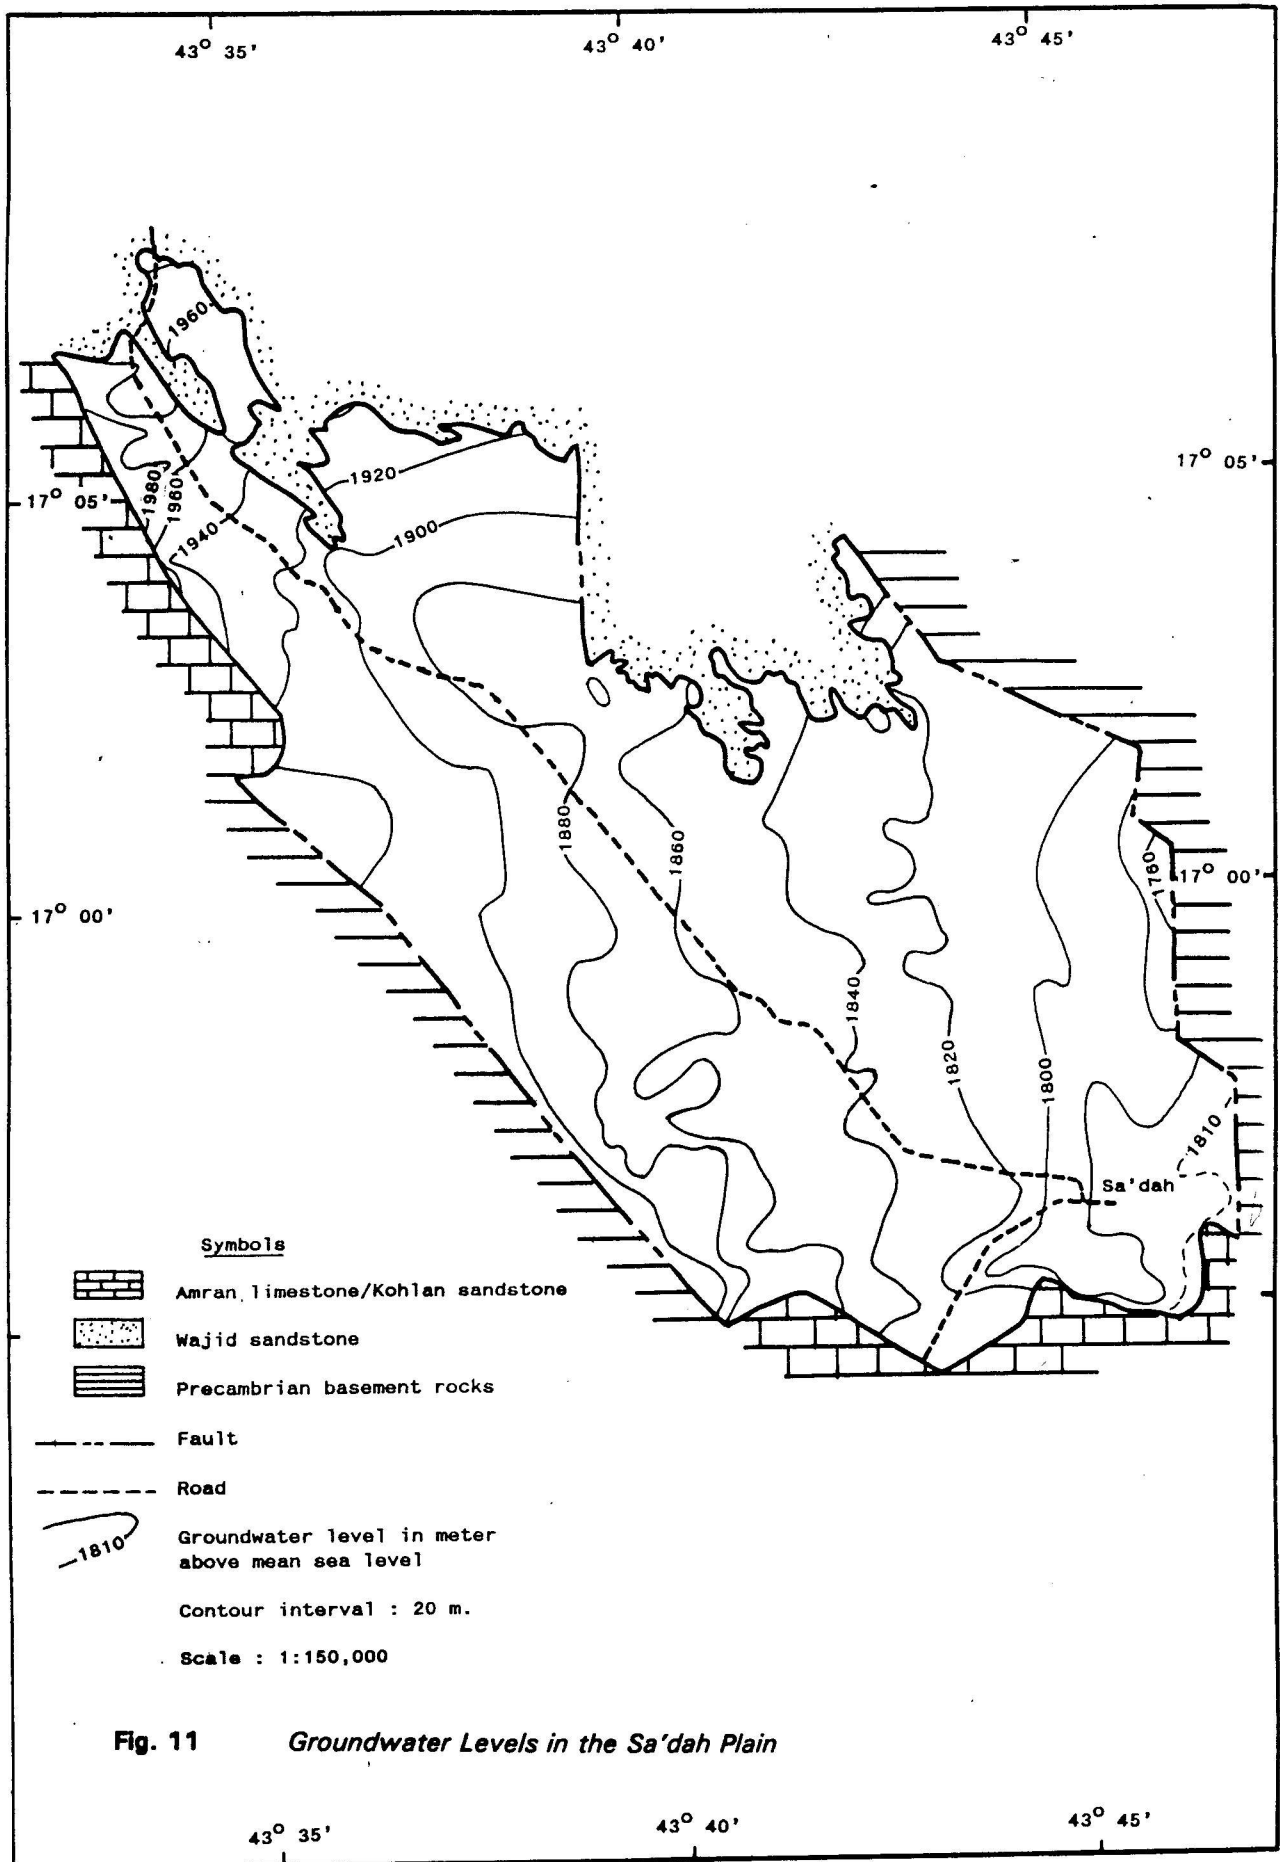 43° 35'
43° 40'
43° 45'
1960
17° 05'
1920
1980
1960
17° 05'
1900
1940
1880
1860
1780
17° 00'
17° 00'
1840
1820
1800
1810
Sa'dah
Symbols
Amran limestone/Kohlan sandstone
Wajid sandstone
Precambrian basement rocks
Fault
Road
Groundwater level in meter
above mean sea level
1810
Contour interval : 20 m.
Scale : 1:150,000
Fig. 11 Groundwater Levels in the Sa'dah Plain
43° 35'
43° 40'
43° 45'